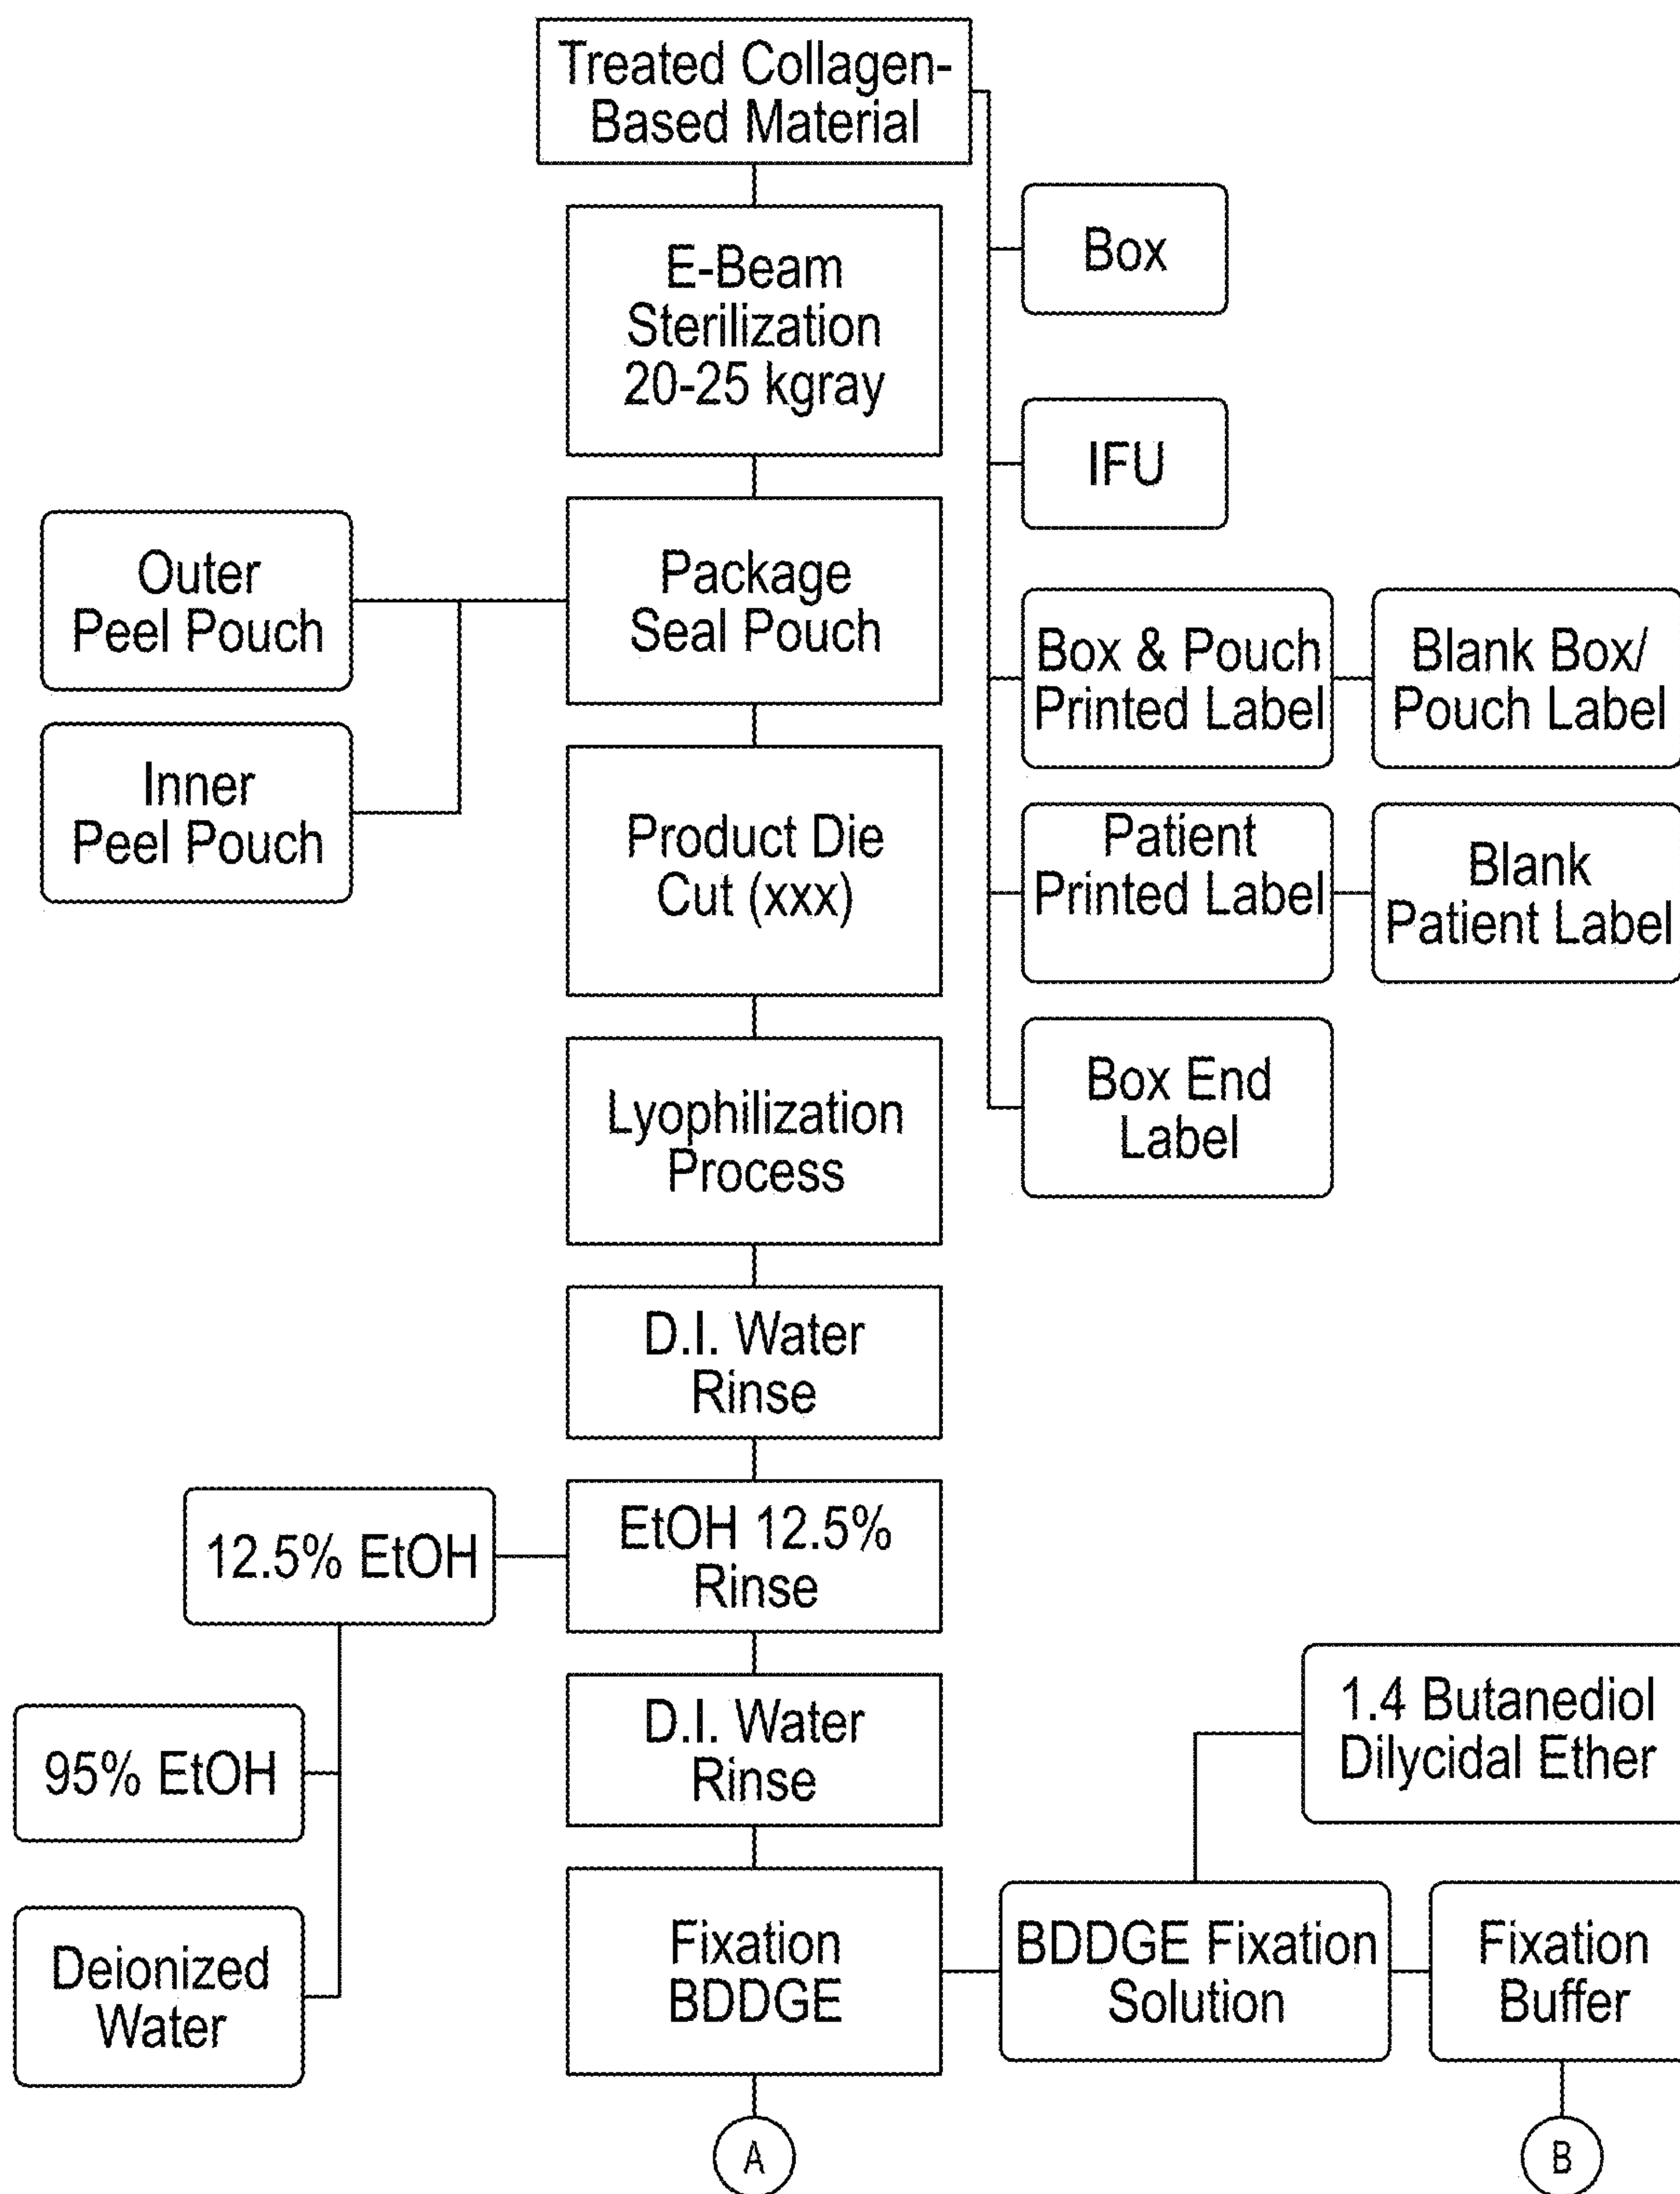 Treated Collagen-
Based Material
E-Beam
Sterilization
20-25 kgray
Box
IFU
Outer
Peel Pouch
Package
Seal Pouch
Box & Pouch
Printed Label
Blank Box/
Pouch Label
Inner
Peel Pouch
Product Die
Cut (xxx)
Patient
Printed Label
Blank
Patient Label
Lyophilization
Process
Box End
Label
D.I. Water
Rinse
12.5% EtOH
EtOH 12.5%
Rinse
95% EtOH
D.I. Water
Rinse
1.4 Butanediol
Dilycidal Ether
Deionized
Water
Fixation
BDDGE
BDDGE Fixation
Solution
Fixation
Buffer
A
B